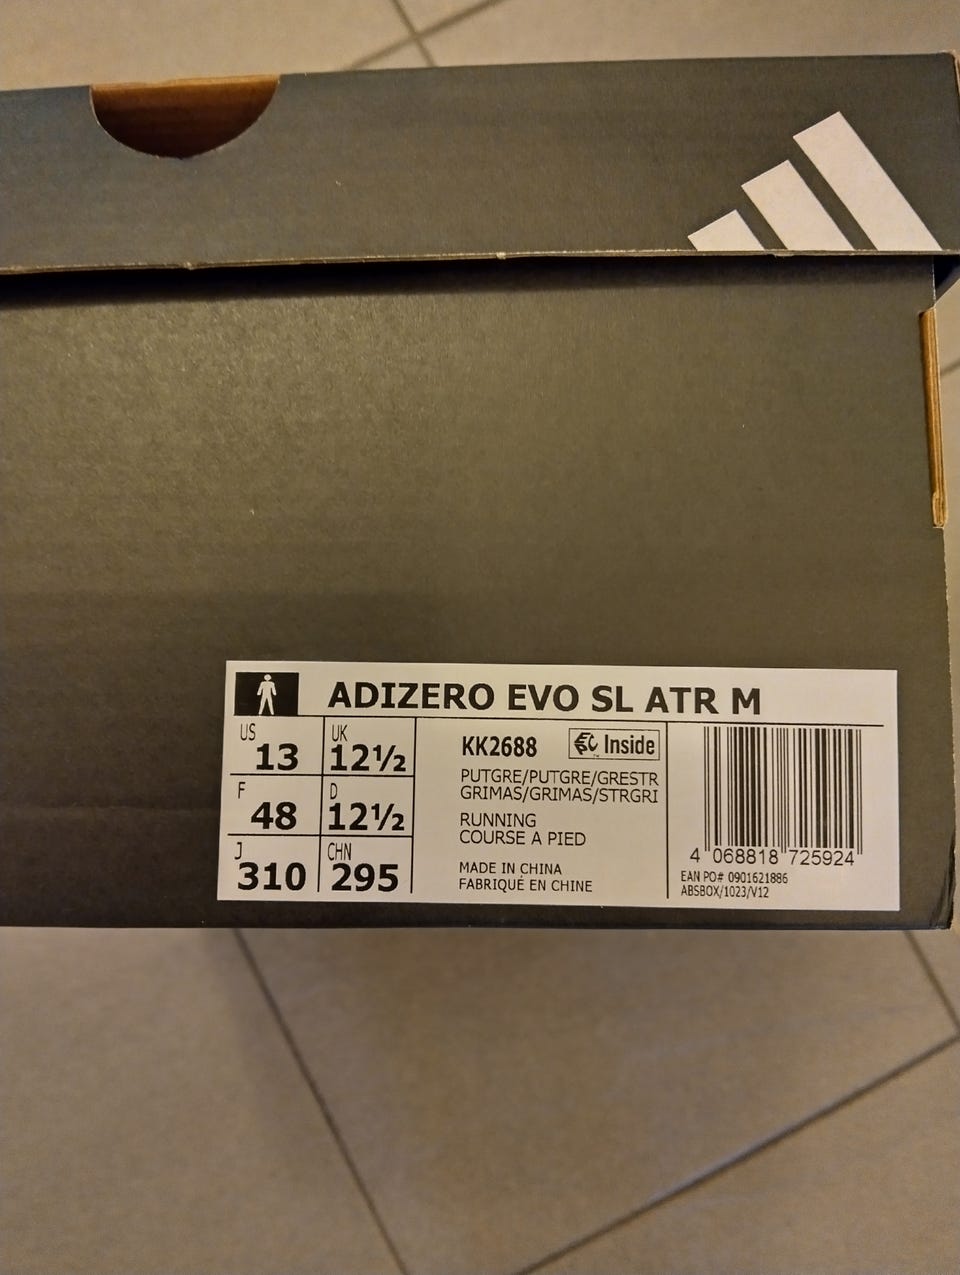 ADIZERO EVO SL ATR M
US 13 UK 12½
F 48 D 12½
J 310 CHN 295
KK2688 Inside
PUTGRE/PUTGRE/GRESTR
GRIMAS/GRIMAS/STRGRI
RUNNING
COURSE A PIED
MADE IN CHINA
FABRIQUÉ EN CHINE
4 068818 725924
EAN PO# 0901621886
ABSBOX/1023/V12